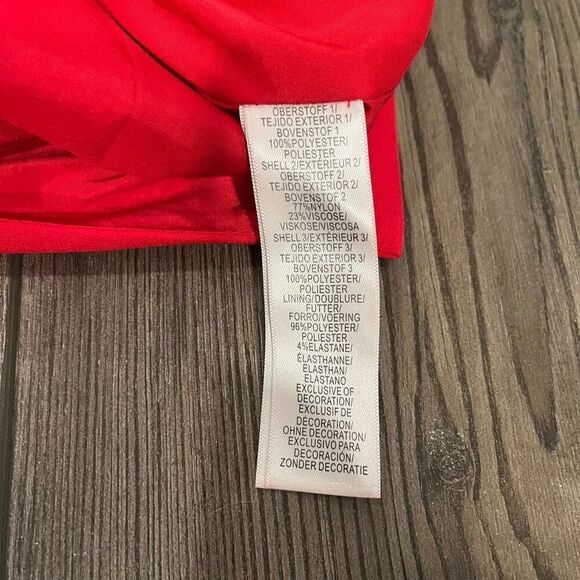 OBERSTOFF 1/
TEJIDO EXTERIOR 1/
BOVENSTOF 1
100%POLYESTER/
POLIESTER
SHELL 2/EXTÉRIEUR 2/
OBERSTOFF 2/
TEJIDO EXTERIOR 2/
BOVENSTOF 2
77%NYLON
23%VISCOSE/
VISKOSE/VISCOSA
SHELL 3/EXTÉRIEUR 3/
OBERSTOFF 3/
TEJIDO EXTERIOR 3/
BOVENSTOF 3
100%POLYESTER/
POLIESTER
LINING/DOUBLURE/
FUTTER/
FORRO/VOERING
96%POLYESTER/
POLIESTER
4%ELASTANE/
ÉLASTHANNE/
ELASTHAN/
ELASTANO
EXCLUSIVE OF
DECORATION/
EXCLUSIF DE
DÉCORATION/
OHNE DECORATION/
EXCLUSIVO PARA
DECORACIÓN/
ZONDER DECORATIE